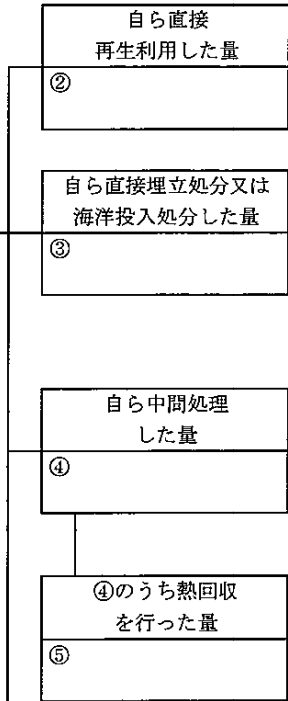 自ら直接
再生利用した量
②
自ら直接埋立処分又は
海洋投入処分した量
③
自ら中間処理
した量
④
④のうち熱回収
を行った量
⑤